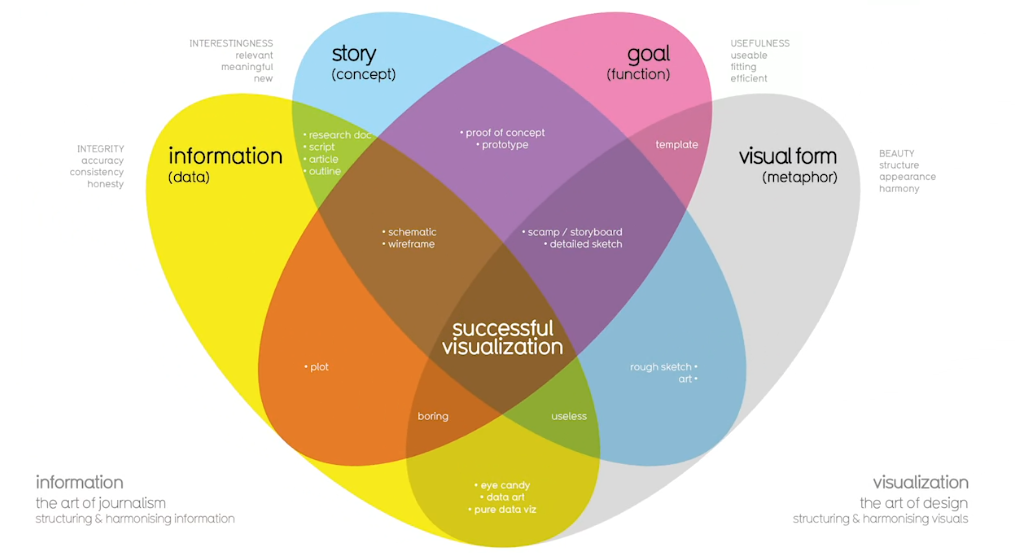 story
(concept)
goal
(function)
INTERESTINGNESS
relevant
meaningful
new
USEFULNESS
useable
fitting
efficient
INTEGRITY
accuracy
consistency
honesty
information
(data)
• research doc
• script
• article
• outline
• proof of concept
• prototype
template
visual form
(metaphor)
BEAUTY
structure
appearance
harmony
• schematic
• wireframe
• scamp / storyboard
• detailed sketch
successful
visualization
• plot
rough sketch •
art •
boring
useless
• eye candy
• data art
• pure data viz
information
the art of journalism
structuring & harmonising information
visualization
the art of design
structuring & harmonising visuals